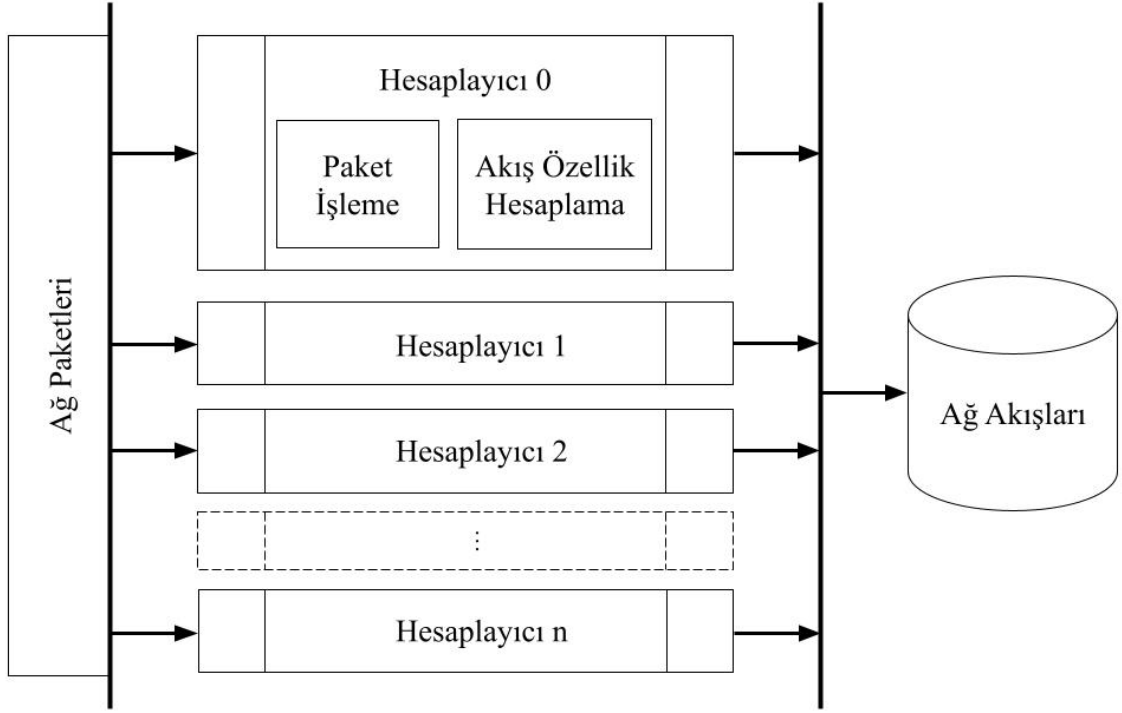 Ağ Paketleri
Hesaplayıcı 0
Paket
İşleme
Akış Özellik
Hesaplama
Hesaplayıcı 1
Hesaplayıcı 2
⋮
Hesaplayıcı n
Ağ Akışları